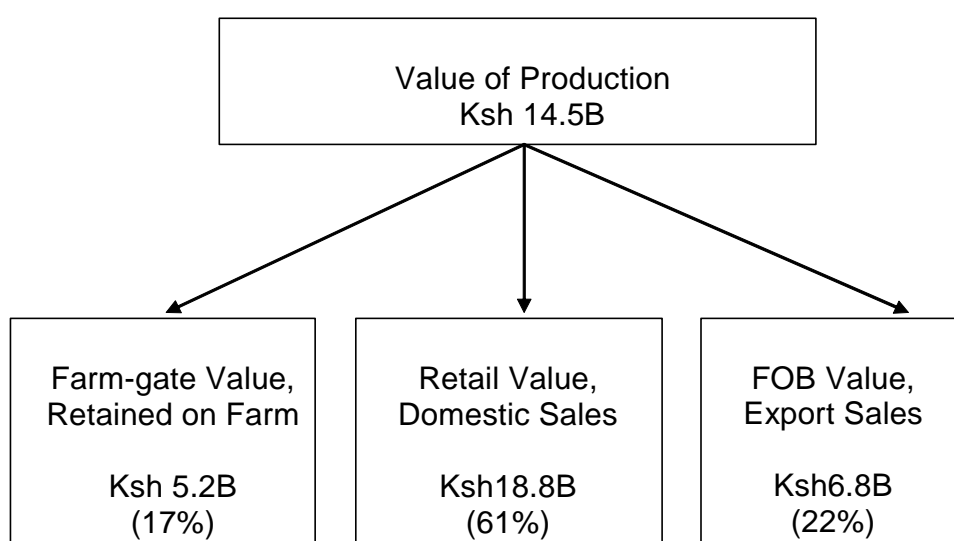 Value of Production
Ksh 14.5B
Farm-gate Value,
Retained on Farm
Ksh 5.2B
(17%)
Retail Value,
Domestic Sales
Ksh18.8B
(61%)
FOB Value,
Export Sales
Ksh6.8B
(22%)